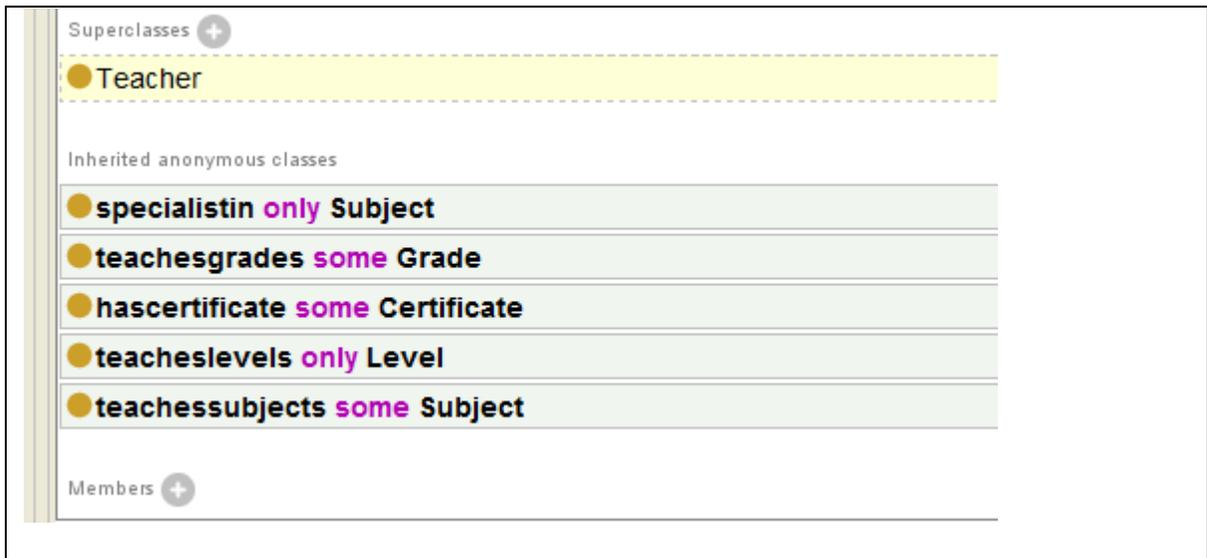 Superclasses
Teacher
Inherited anonymous classes
specialistin only Subject
teachesgrades some Grade
hascertificate some Certificate
teacheslevels only Level
teachessubjects some Subject
Members